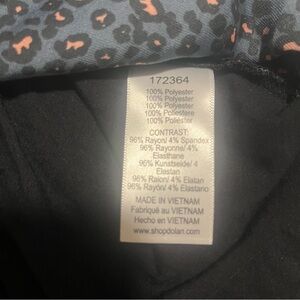 172364
100% Polyester
100% Polyester
100% Polyester
100% Poliestere
100% Poliéster
CONTRAST:
96% Rayon/ 4% Spandex
96% Rayonne/ 4%
Elasthane
96% Kunstseide/ 4
Elastan
96% Raion/ 4% Elatan
96% Rayón/ 4% Elastano
MADE IN VIETNAM
Fabriqué au VIETNAM
Hecho en VIETNAM
www.shopdolan.com